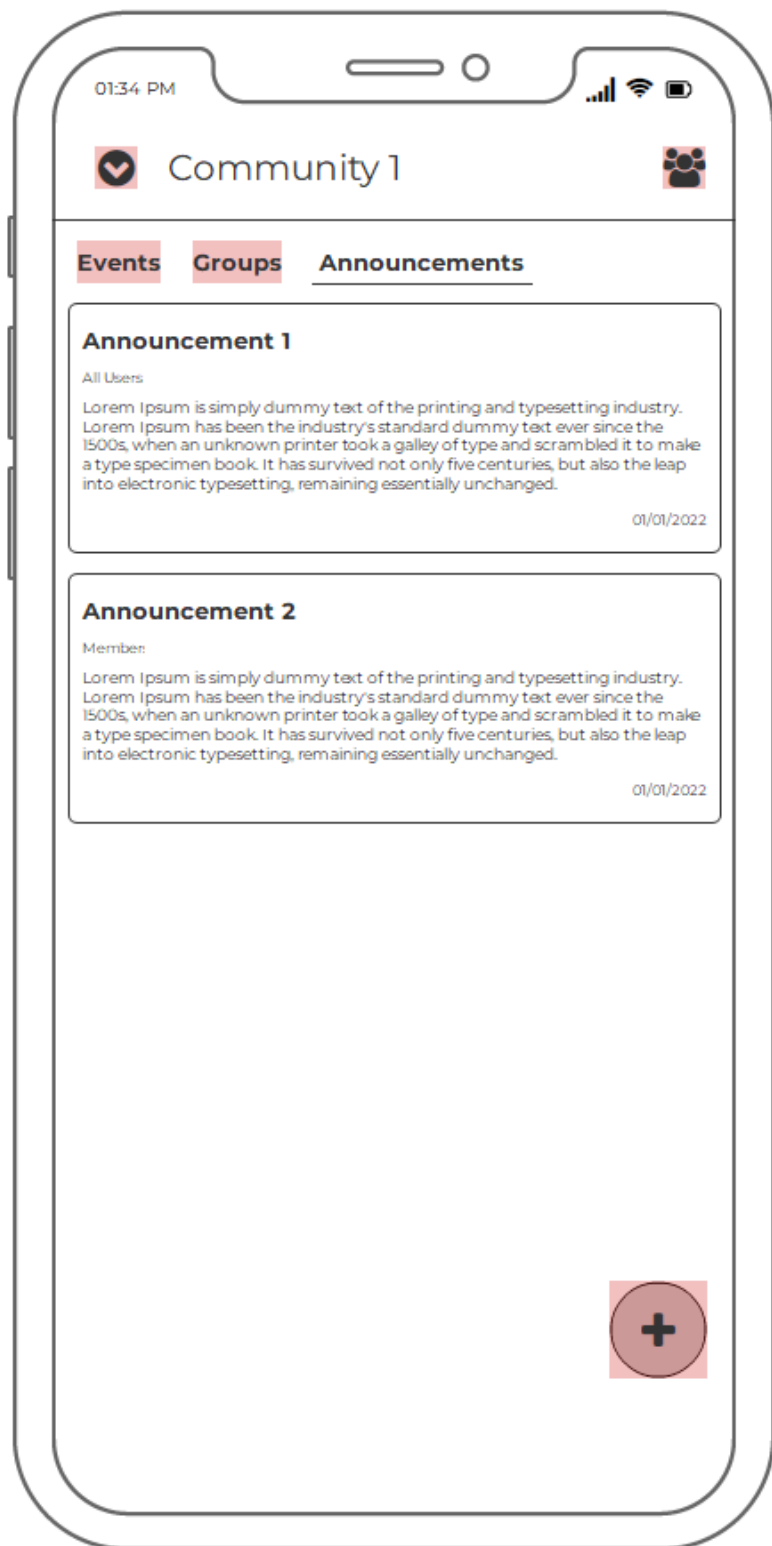 01:34 PM
Community 1
Events Groups Announcements
Announcement 1
All Users
Lorem Ipsum is simply dummy text of the printing and typesetting industry.
Lorem Ipsum has been the industry's standard dummy text ever since the
1500s, when an unknown printer took a galley of type and scrambled it to make
a type specimen book. It has survived not only five centuries, but also the leap
into electronic typesetting, remaining essentially unchanged.
01/01/2022
Announcement 2
Members
Lorem Ipsum is simply dummy text of the printing and typesetting industry.
Lorem Ipsum has been the industry's standard dummy text ever since the
1500s, when an unknown printer took a galley of type and scrambled it to make
a type specimen book. It has survived not only five centuries, but also the leap
into electronic typesetting, remaining essentially unchanged.
01/01/2022